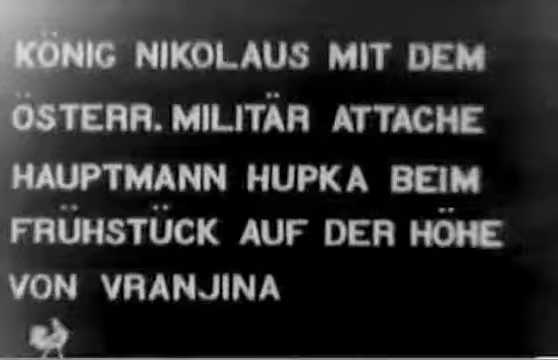 KÖNIG NIKOLAUS MIT DEM
ÖSTERR. MILITÄR ATTACHE
HAUPTMANN HUPKA BEIM
FRÜHSTÜCK AUF DER HÖHE
VON VRANJINA